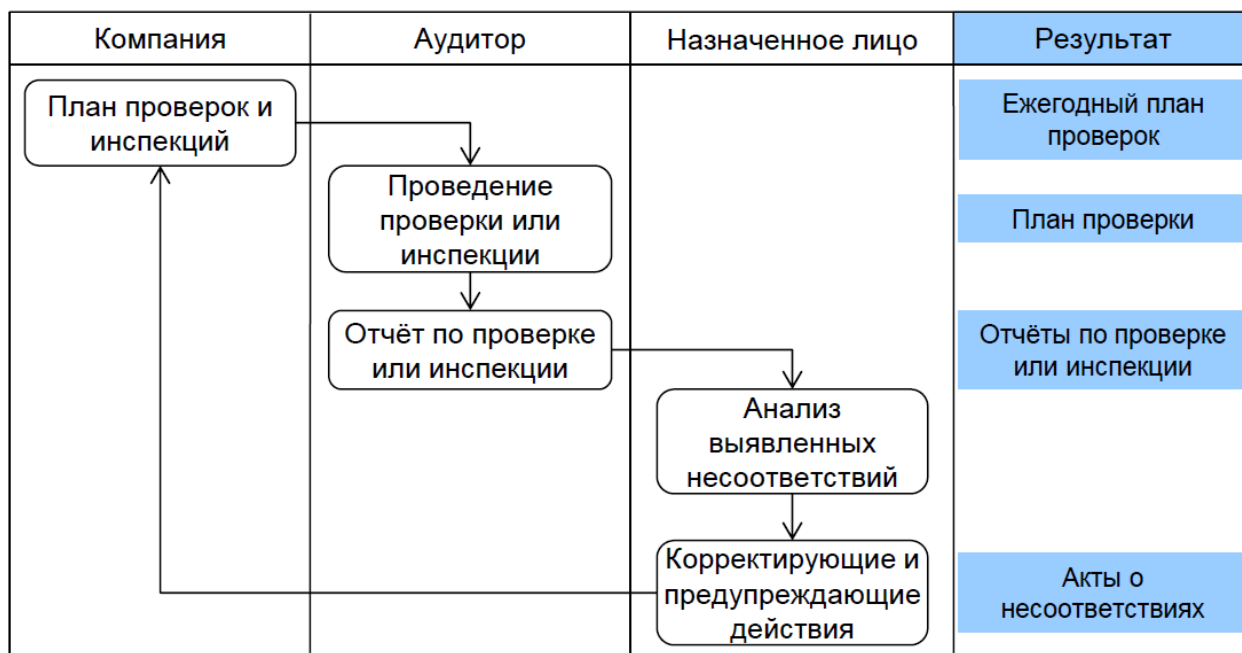 Компания
Аудитор
Назначенное лицо
Результат
План проверок и
инспекций
Ежегодный план
проверок
Проведение
проверки или
инспекции
План проверки
Отчёт по проверке
или инспекции
Отчёты по проверке
или инспекции
Анализ
выявленных
несоответствий
Корректирующие и
предупреждающие
действия
Акты о
несоответствиях